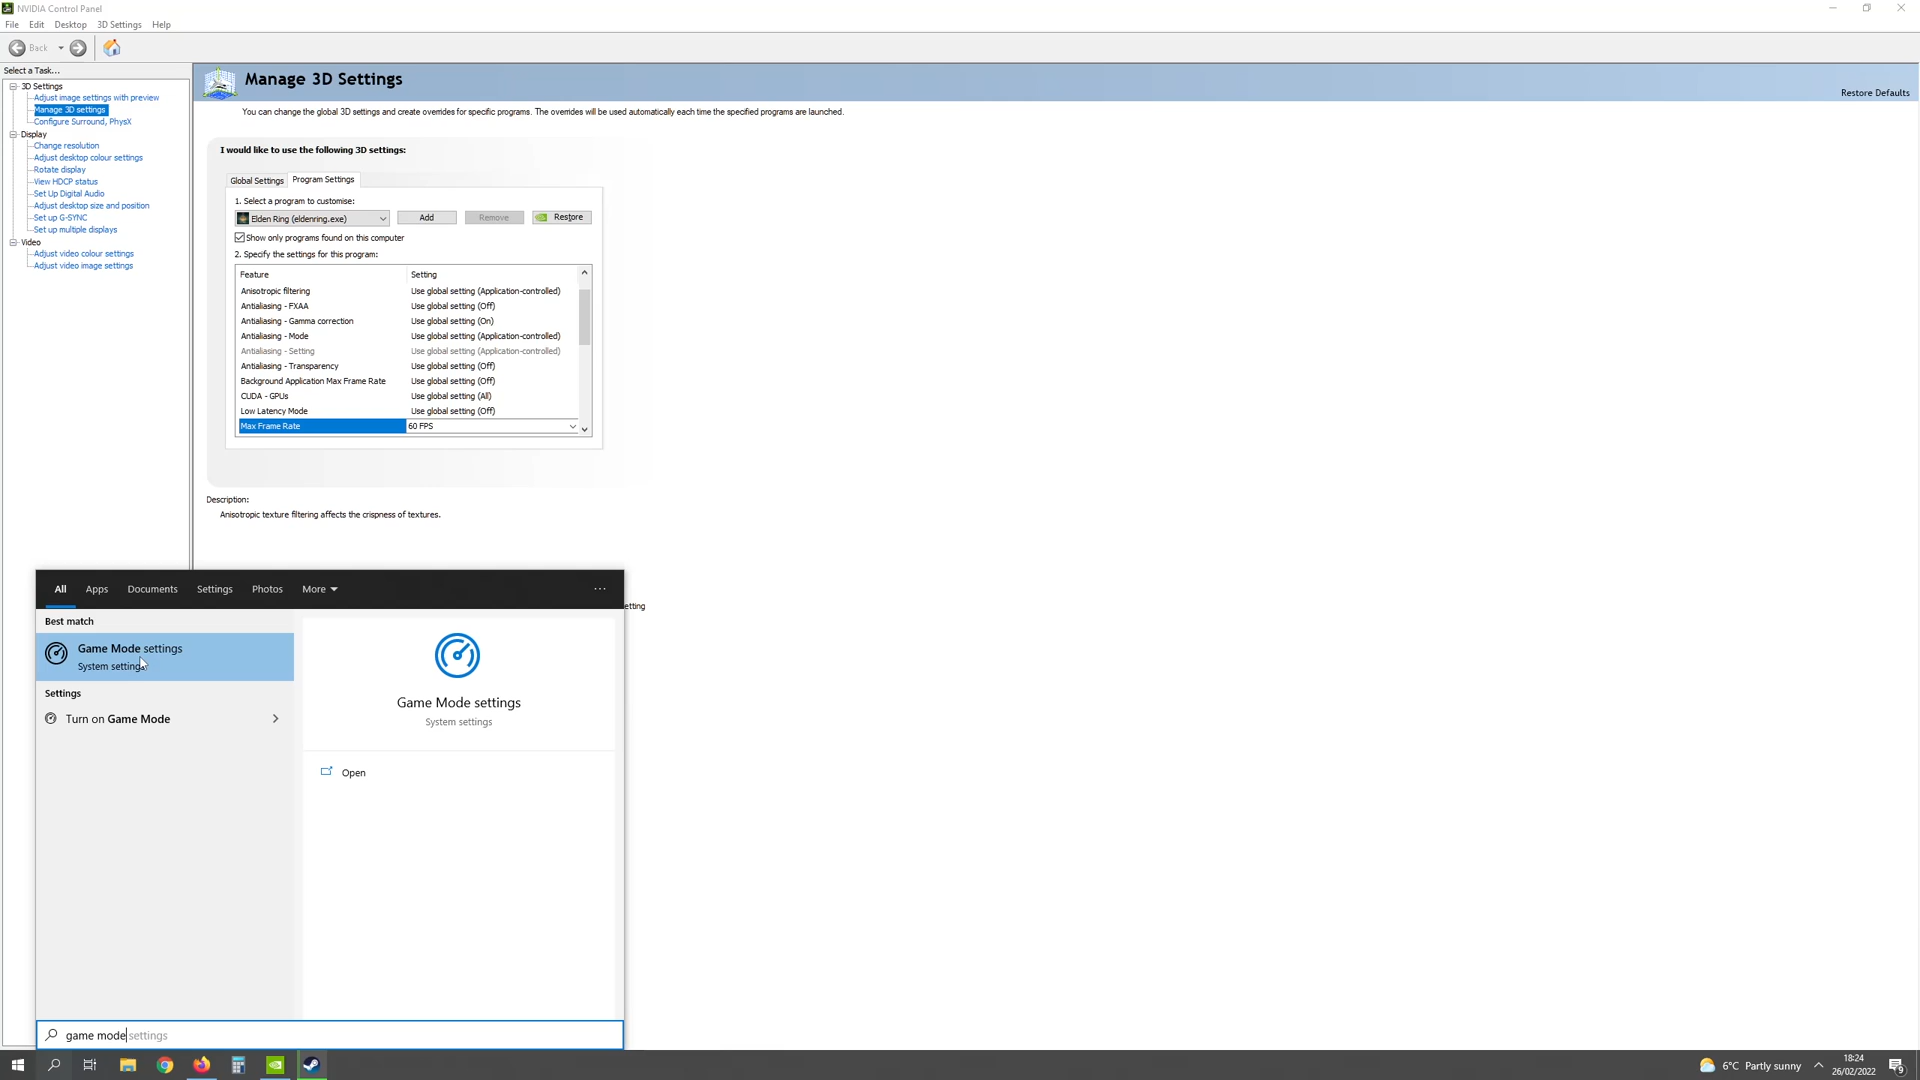 NVIDIA Control Panel
File Edit Desktop 3D Settings Help
Back
Select a Task...
3D Settings
Adjust image settings with preview
Manage 3D settings
Configure Surround, PhysX
Display
Change resolution
Adjust desktop colour settings
Rotate display
View HDCP status
Set Up Digital Audio
Adjust desktop size and position
Set up G-SYNC
Set up multiple displays
Video
Adjust video colour settings
Adjust video image settings
Manage 3D Settings
Restore Defaults
You can change the global 3D settings and create overrides for specific programs. The overrides will be used automatically each time the specified programs are launched.
I would like to use the following 3D settings:
Global Settings Program Settings
1. Select a program to customise:
Elden Ring (eldenring.exe) Add Remove Restore
Show only programs found on this computer
2. Specify the settings for this program:
Feature Setting
Anisotropic filtering Use global setting (Application-controlled)
Antialiasing - FXAA Use global setting (Off)
Antialiasing - Gamma correction Use global setting (On)
Antialiasing - Mode Use global setting (Application-controlled)
Antialiasing - Setting Use global setting (Application-controlled)
Antialiasing - Transparency Use global setting (Off)
Background Application Max Frame Rate Use global setting (Off)
CUDA - GPUs Use global setting (All)
Low Latency Mode Use global setting (Off)
Max Frame Rate 60 FPS
Description:
Anisotropic texture filtering affects the crispness of textures.
etting
All Apps Documents Settings Photos More ...
Best match
Game Mode settings
System settings
Settings
Turn on Game Mode
Game Mode settings
System settings
Open
game mode settings
6°C Partly sunny
18:24
26/02/2022
9